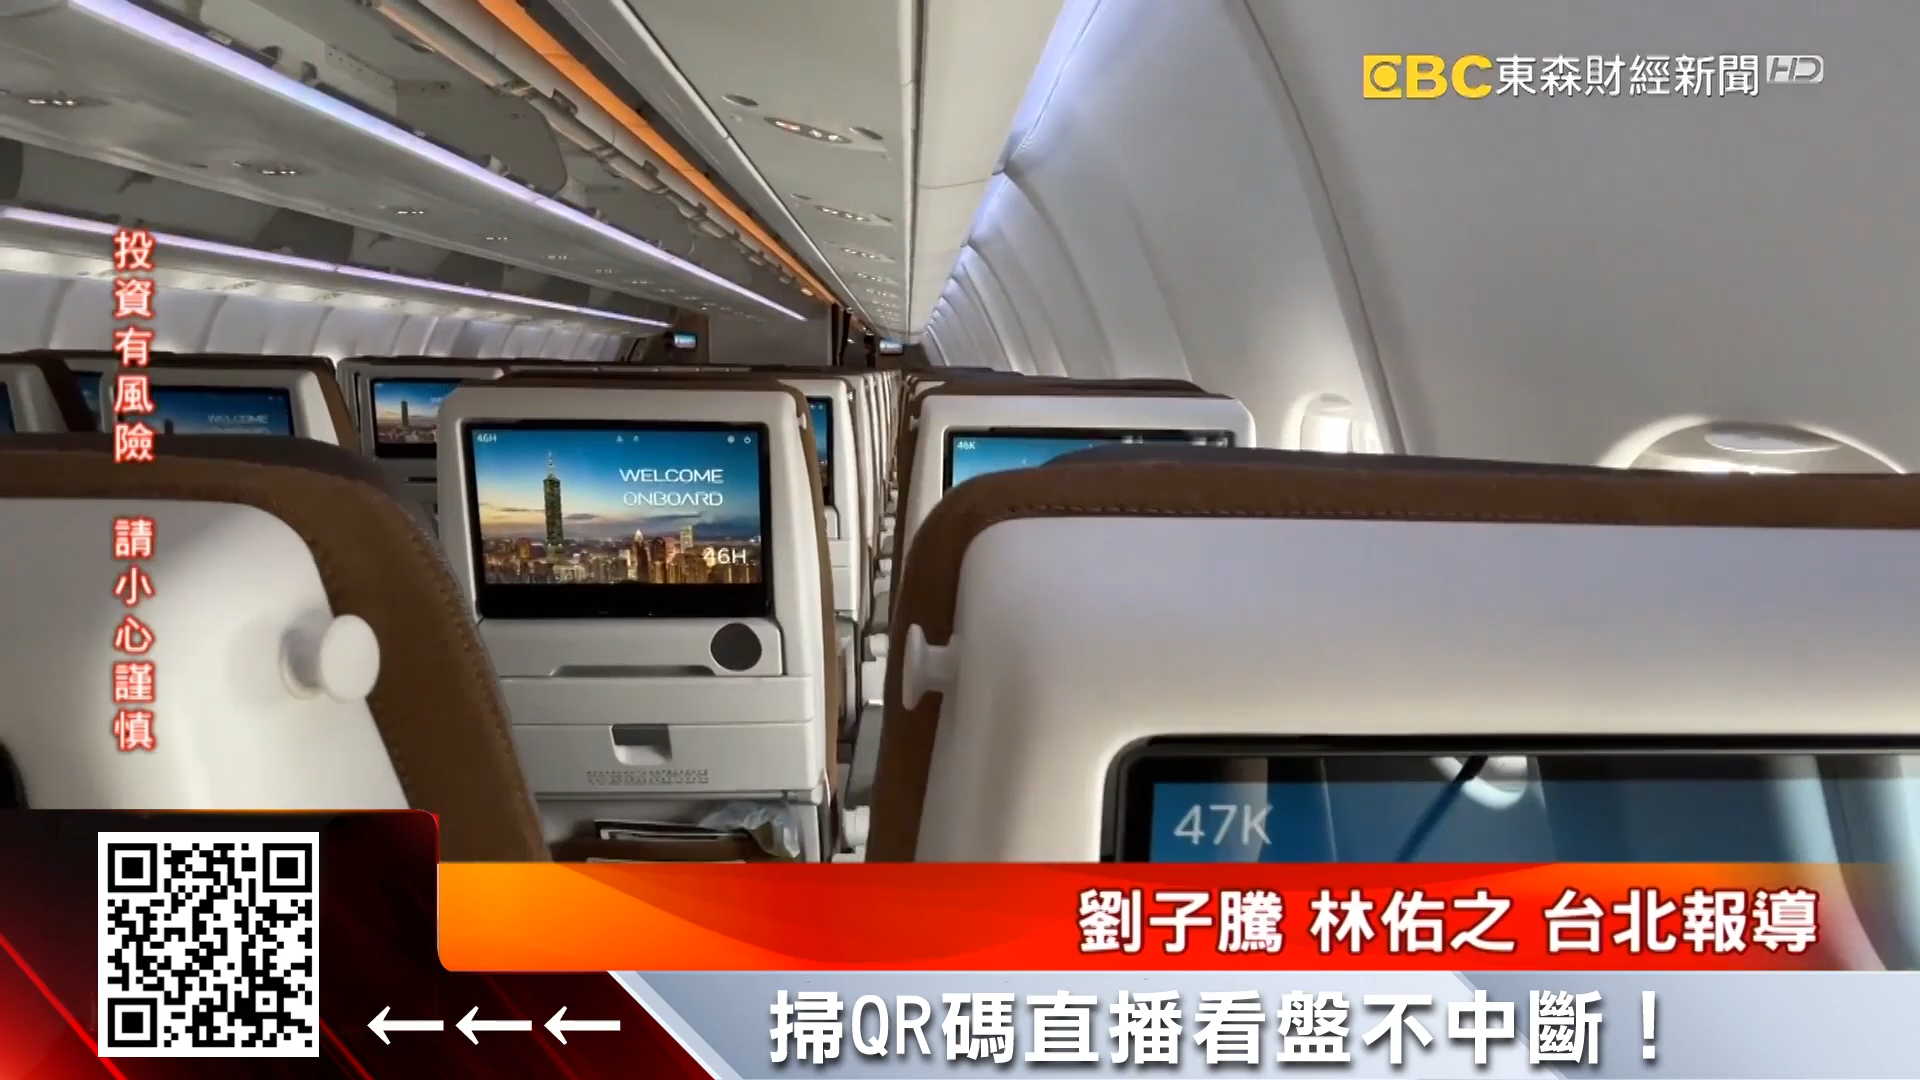 EBC東森財經新聞HD
投資有風險 請小心謹慎
46H
WELCOME
ONBOARD
46H
46K
47K
劉子騰 林佑之 台北報導
←←← 掃QR碼直播看盤不中斷！